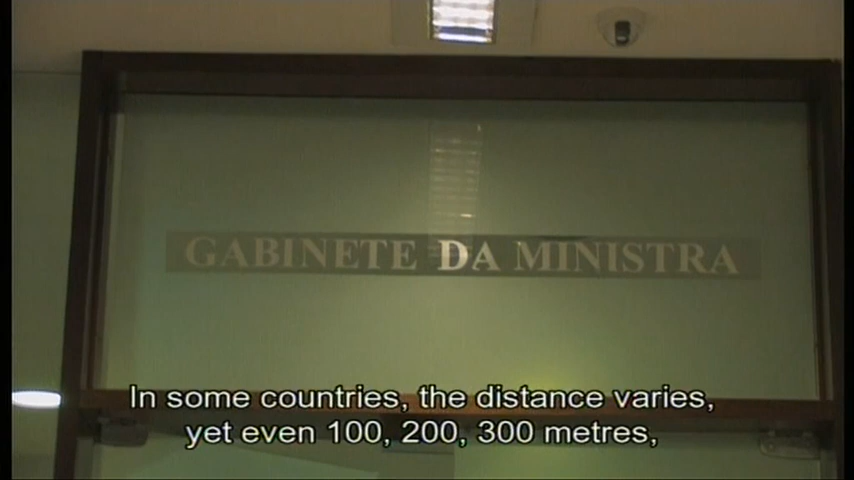 GABINETE DA MINISTRA
In some countries, the distance varies,
yet even 100, 200, 300 metres,